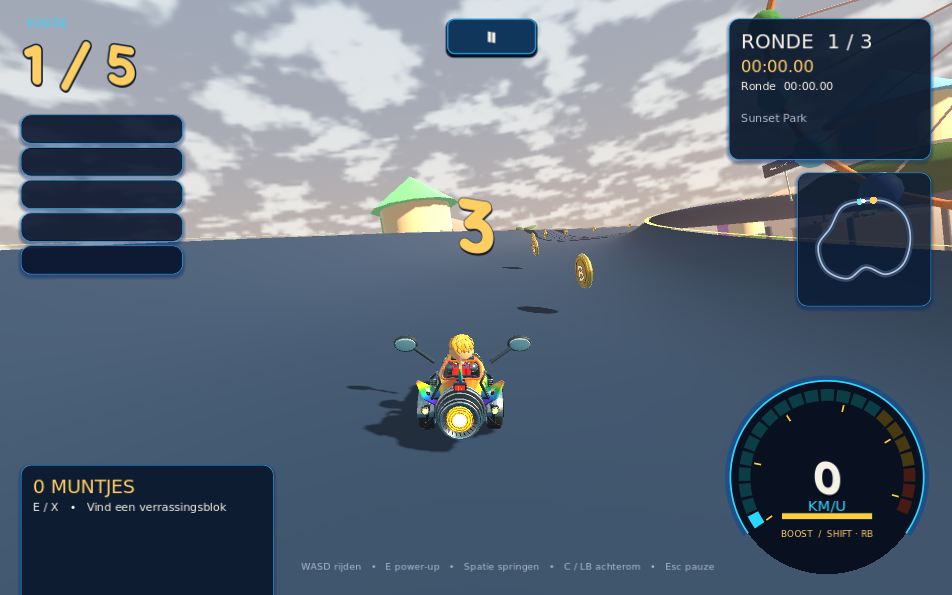 1/5
RONDE 1 / 3
00:00.00
Ronde 00:00.00
Sunset Park
3
0 MUNTJES
E / X • Vind een verrassingsblok
0
KM/U
BOOST / SHIFT · RB
WASD rijden • E power-up • Spatie springen • C / LB achterom • Esc pauze